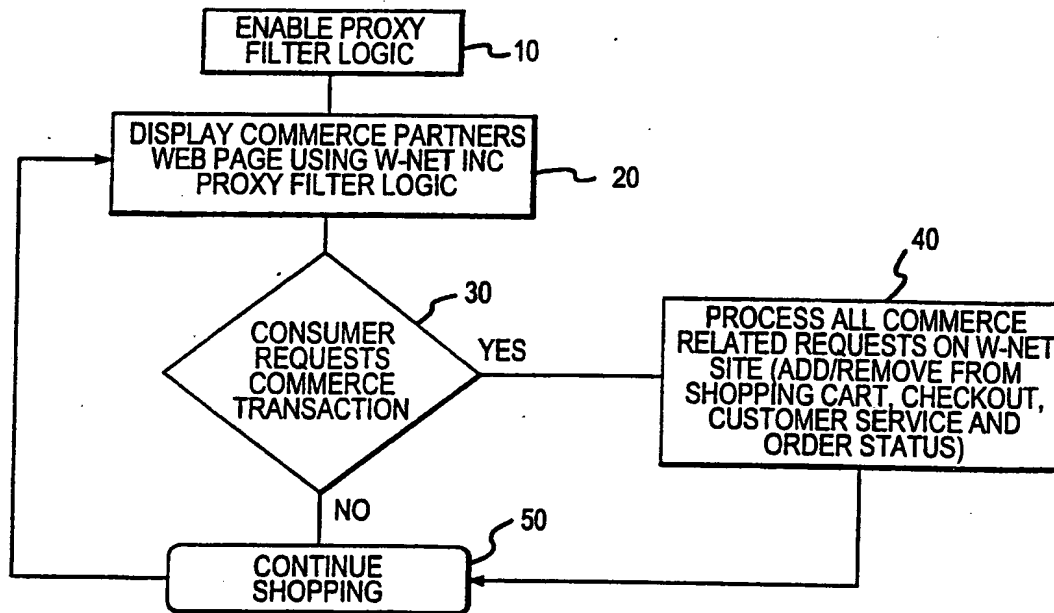 ENABLE PROXY
FILTER LOGIC
10
DISPLAY COMMERCE PARTNERS
WEB PAGE USING W-NET INC
PROXY FILTER LOGIC
20
30
CONSUMER
REQUESTS
COMMERCE
TRANSACTION
YES
40
PROCESS ALL COMMERCE
RELATED REQUESTS ON W-NET
SITE (ADD/REMOVE FROM
SHOPPING CART, CHECKOUT,
CUSTOMER SERVICE AND
ORDER STATUS)
NO
50
CONTINUE
SHOPPING